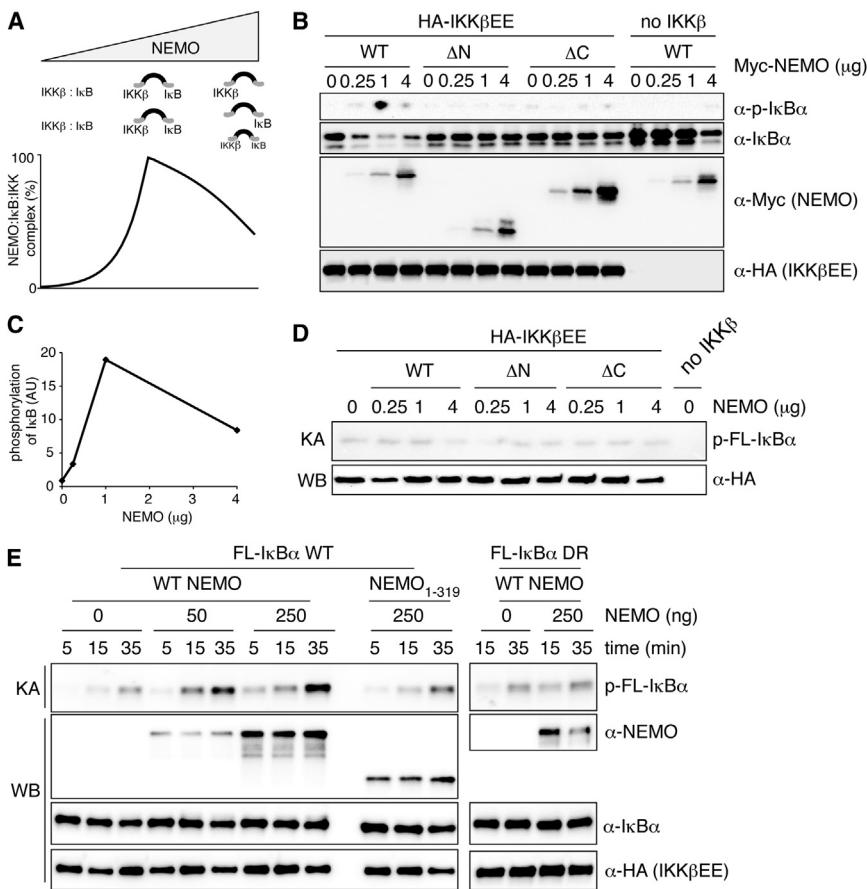 A
NEMO
IKKβ : IκB
IKKβ IκB
IKKβ
IKKβ : IκB
IKKβ IκB
IκB
IKKβ IκB
NEMO:IκB:IKK
complex (%)
100
0
B
HA-IKKβEE
no IKKβ
WT ΔN ΔC WT
0 0.25 1 4 0 0.25 1 4 0 0.25 1 4 0 0.25 1 4
Myc-NEMO (μg)
α-p-IκBα
α-IκBα
α-Myc (NEMO)
α-HA (IKKβEE)
C
phosphorylation
of IκB (AU)
20
15
10
5
0
0 1 2 3 4
NEMO (μg)
D
HA-IKKβEE
no IKKβ
WT ΔN ΔC
0 0.25 1 4 0.25 1 4 0.25 1 4 0 NEMO (μg)
KA p-FL-IκBα
WB α-HA
E
FL-IκBα WT FL-IκBα DR
WT NEMO NEMO1-319 WT NEMO
0 50 250 250 0 250 NEMO (ng)
5 15 35 5 15 35 5 15 35 5 15 35 15 35 15 35 time (min)
KA p-FL-IκBα
α-NEMO
WB
α-IκBα
α-HA (IKKβEE)